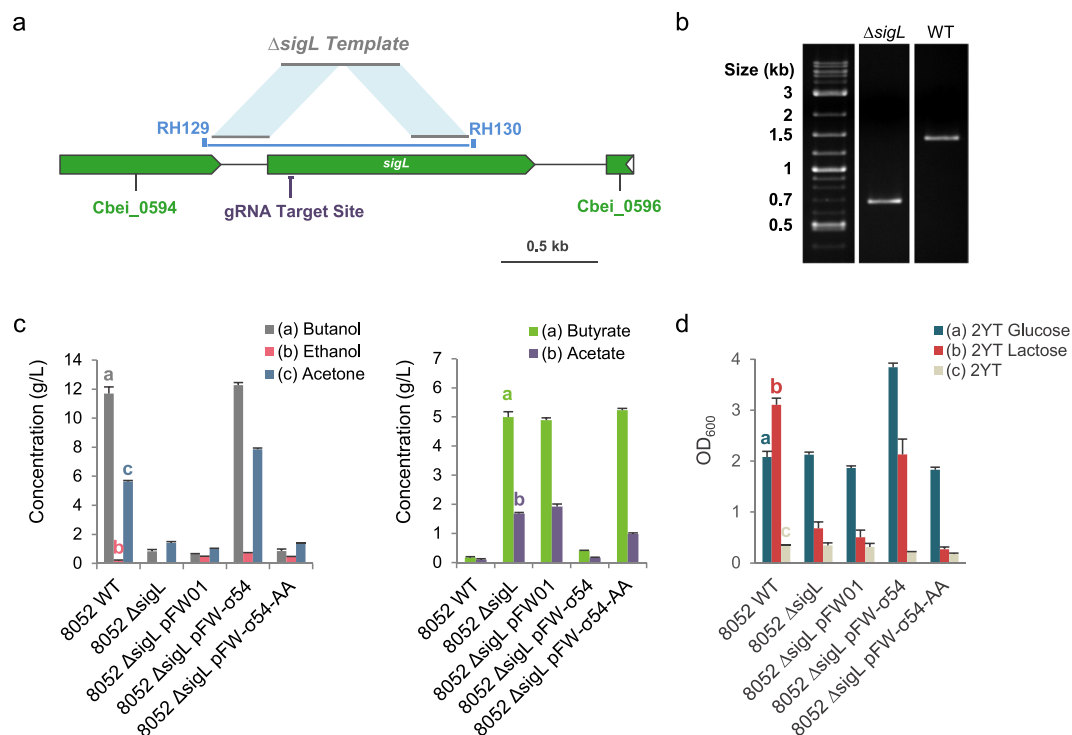 a
ΔsigL Template
RH129
RH130
sigL
Cbei_0594
gRNA Target Site
Cbei_0596
0.5 kb
b
ΔsigL
WT
Size (kb)
3
2
1.5
1
0.7
0.5
c
(a) Butanol
(b) Ethanol
(c) Acetone
Concentration (g/L)
14
12
10
8
6
4
2
0
a
b
c
8052 WT
8052 ΔsigL
8052 ΔsigL pFW01
8052 ΔsigL pFW-σ54
8052 ΔsigL pFW-σ54-AA
(a) Butyrate
(b) Acetate
Concentration (g/L)
7
6
5
4
3
2
1
0
a
b
8052 WT
8052 ΔsigL
8052 ΔsigL pFW01
8052 ΔsigL pFW-σ54
8052 ΔsigL pFW-σ54-AA
d
(a) 2YT Glucose
(b) 2YT Lactose
(c) 2YT
OD600
4
3
2
1
0
a
b
c
8052 WT
8052 ΔsigL
8052 ΔsigL pFW01
8052 ΔsigL pFW-σ54
8052 ΔsigL pFW-σ54-AA